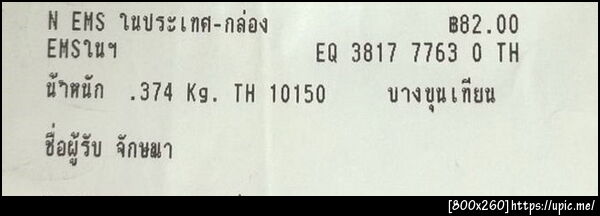 N EMS ในประเทศ-กล่อง ฿82.00
EMSในฯ EQ 3817 7763 0 TH
น้ำหนัก .374 Kg. TH 10150 บางขุนเทียน
ชื่อผู้รับ จักษมา
[800x260]https://upic.me/